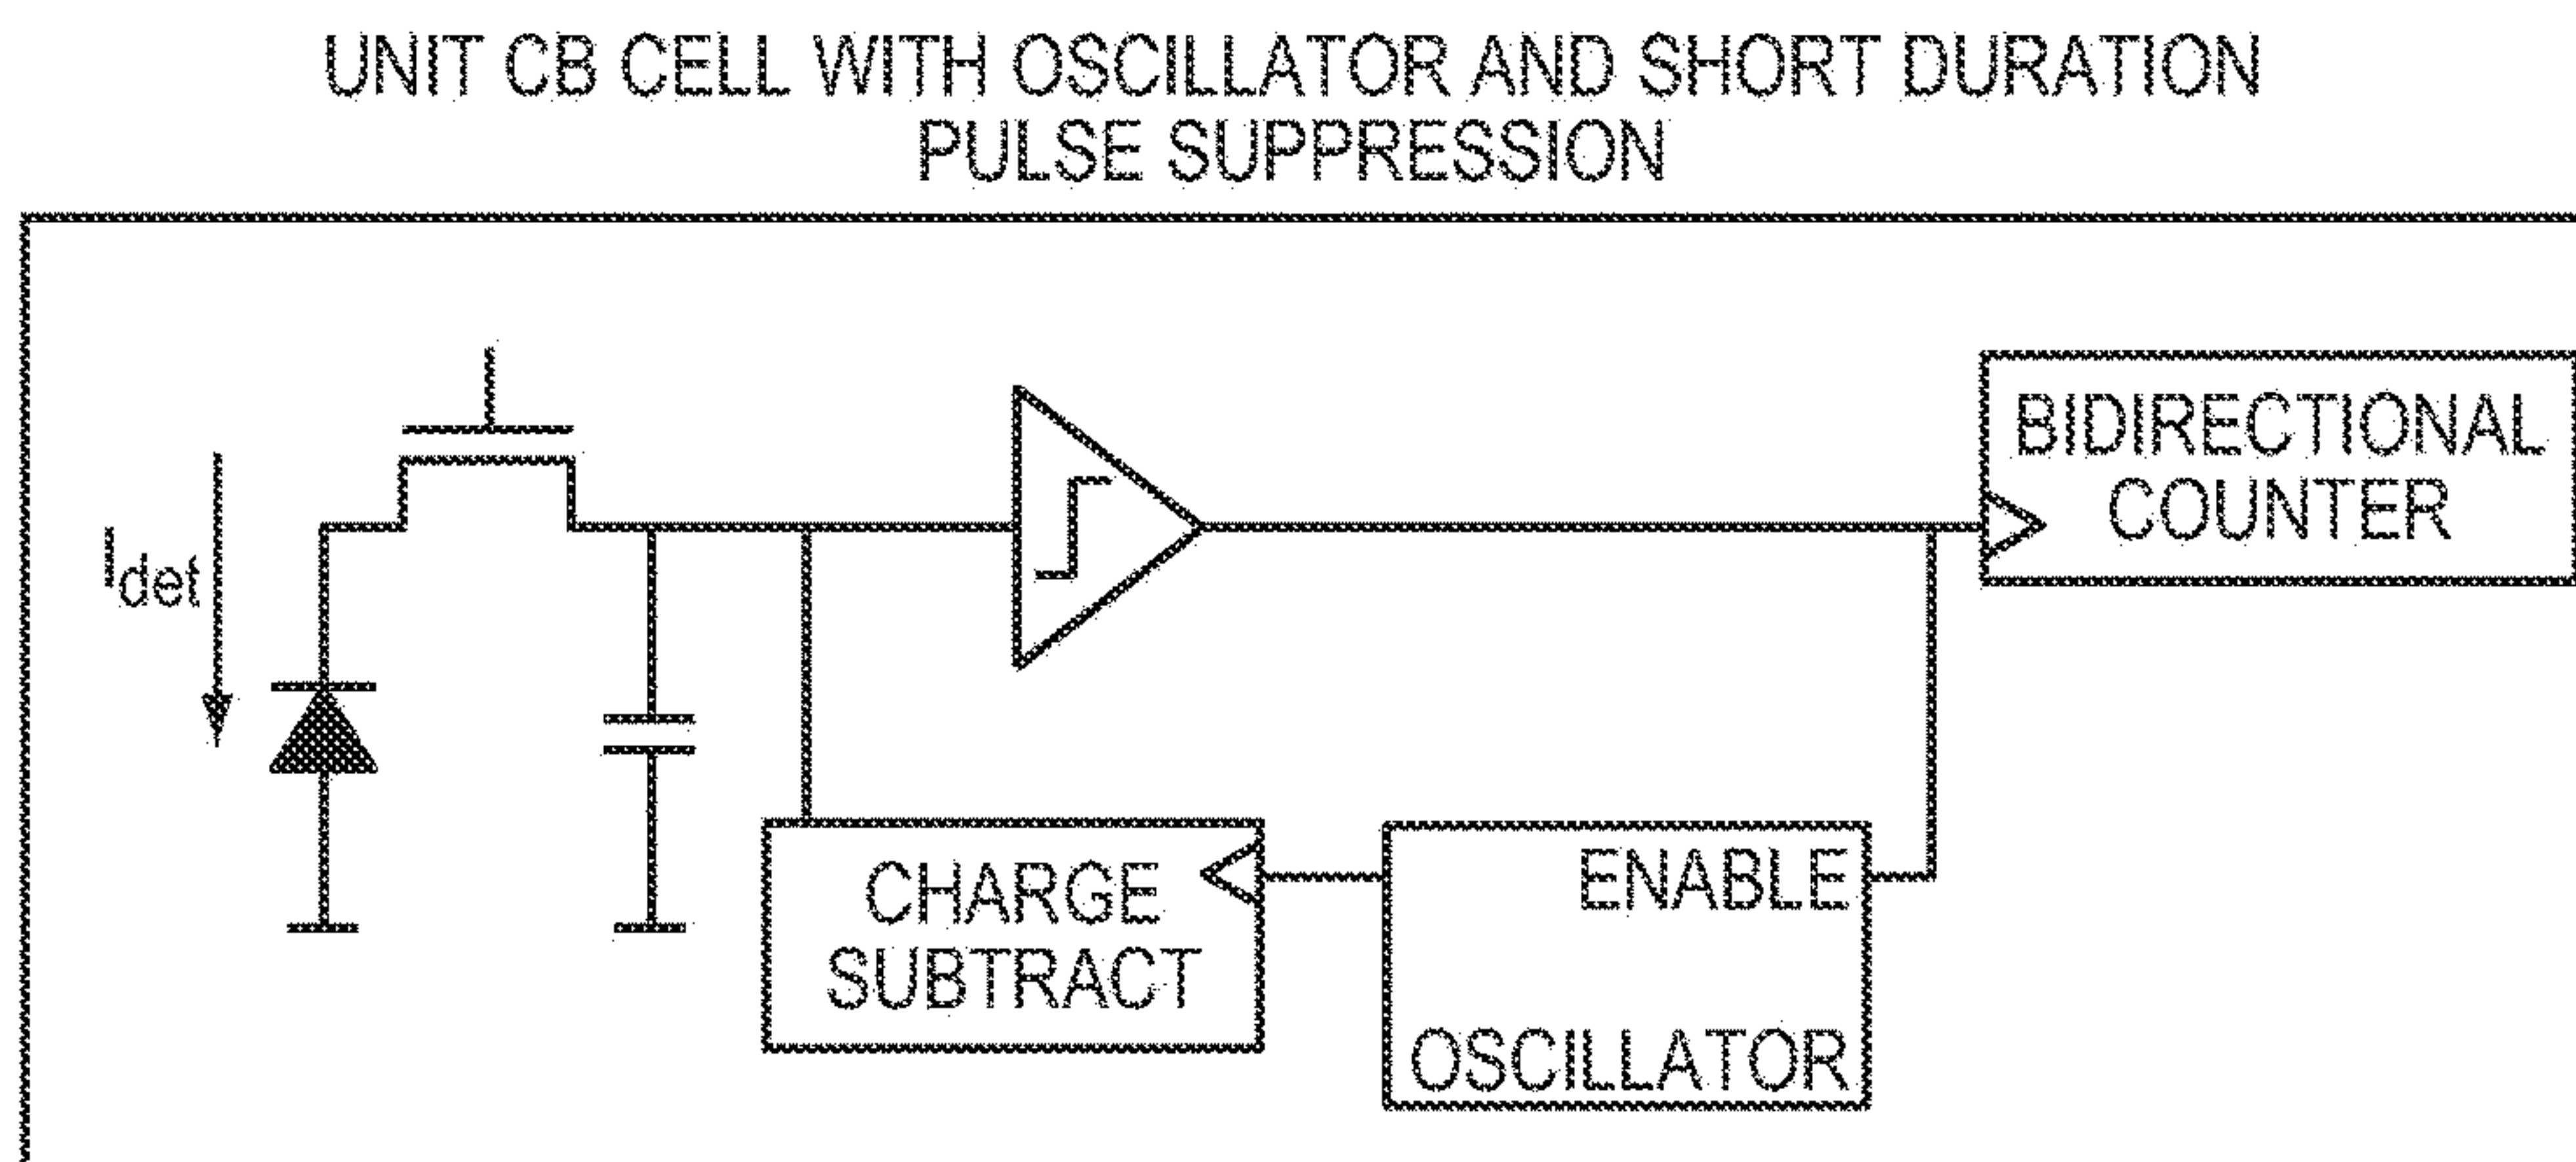 UNIT CB CELL WITH OSCILLATOR AND SHORT DURATION
PULSE SUPPRESSION
BIDIRECTIONAL
COUNTER
Idet
CHARGE
SUBTRACT
ENABLE
OSCILLATOR